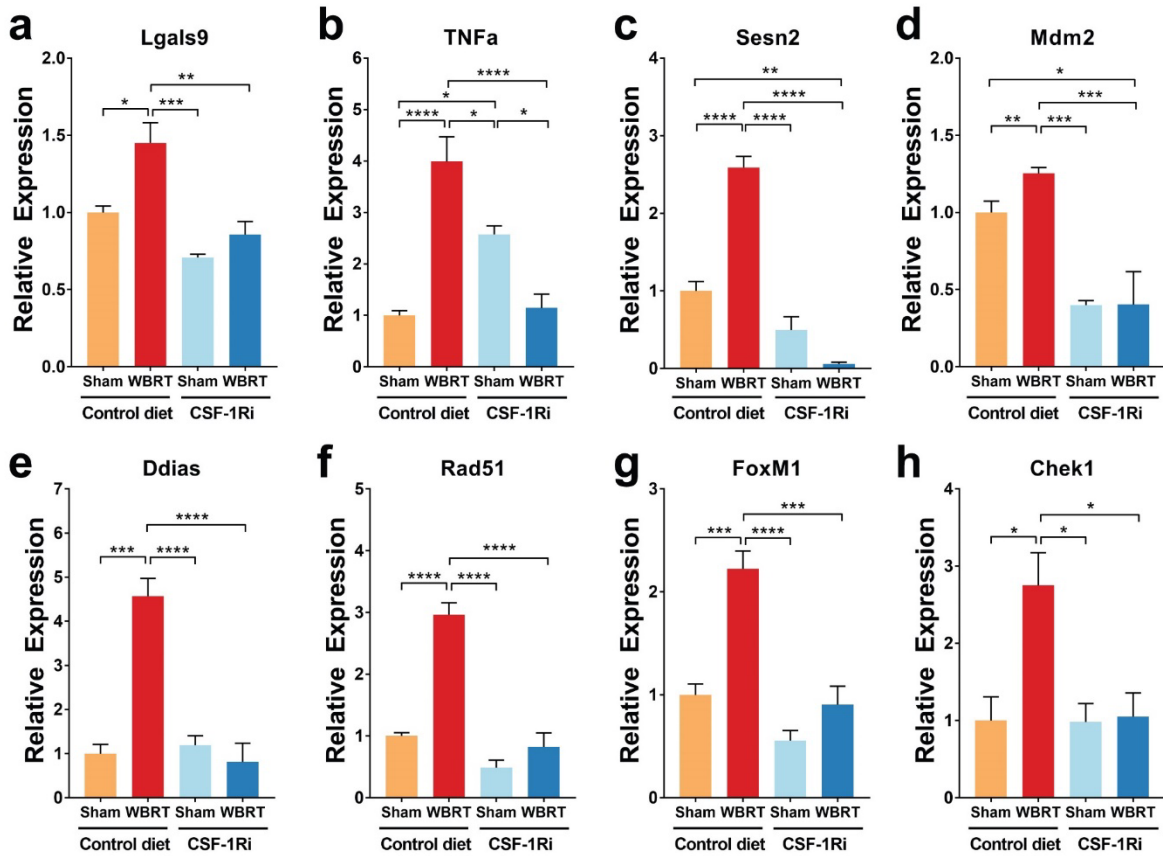 a
Lgals9
Relative Expression
1.5
1.0
0.5
0.0
* *** **
Sham WBRT Sham WBRT
Control diet CSF-1Ri
b
TNFa
Relative Expression
6
5
4
3
2
1
0
****
*
**** * *
Sham WBRT Sham WBRT
Control diet CSF-1Ri
c
Sesn2
Relative Expression
4
3
2
1
0
**
****
**** ****
Sham WBRT Sham WBRT
Control diet CSF-1Ri
d
Mdm2
Relative Expression
2.0
1.5
1.0
0.5
0.0
*
***
** ***
Sham WBRT Sham WBRT
Control diet CSF-1Ri
e
Ddias
Relative Expression
7
6
5
4
3
2
1
0
****
*** ****
Sham WBRT Sham WBRT
Control diet CSF-1Ri
f
Rad51
Relative Expression
5
4
3
2
1
0
****
**** ****
Sham WBRT Sham WBRT
Control diet CSF-1Ri
g
FoxM1
Relative Expression
3
2
1
0
***
*** ****
Sham WBRT Sham WBRT
Control diet CSF-1Ri
h
Chek1
Relative Expression
4
3
2
1
0
*
* *
Sham WBRT Sham WBRT
Control diet CSF-1Ri